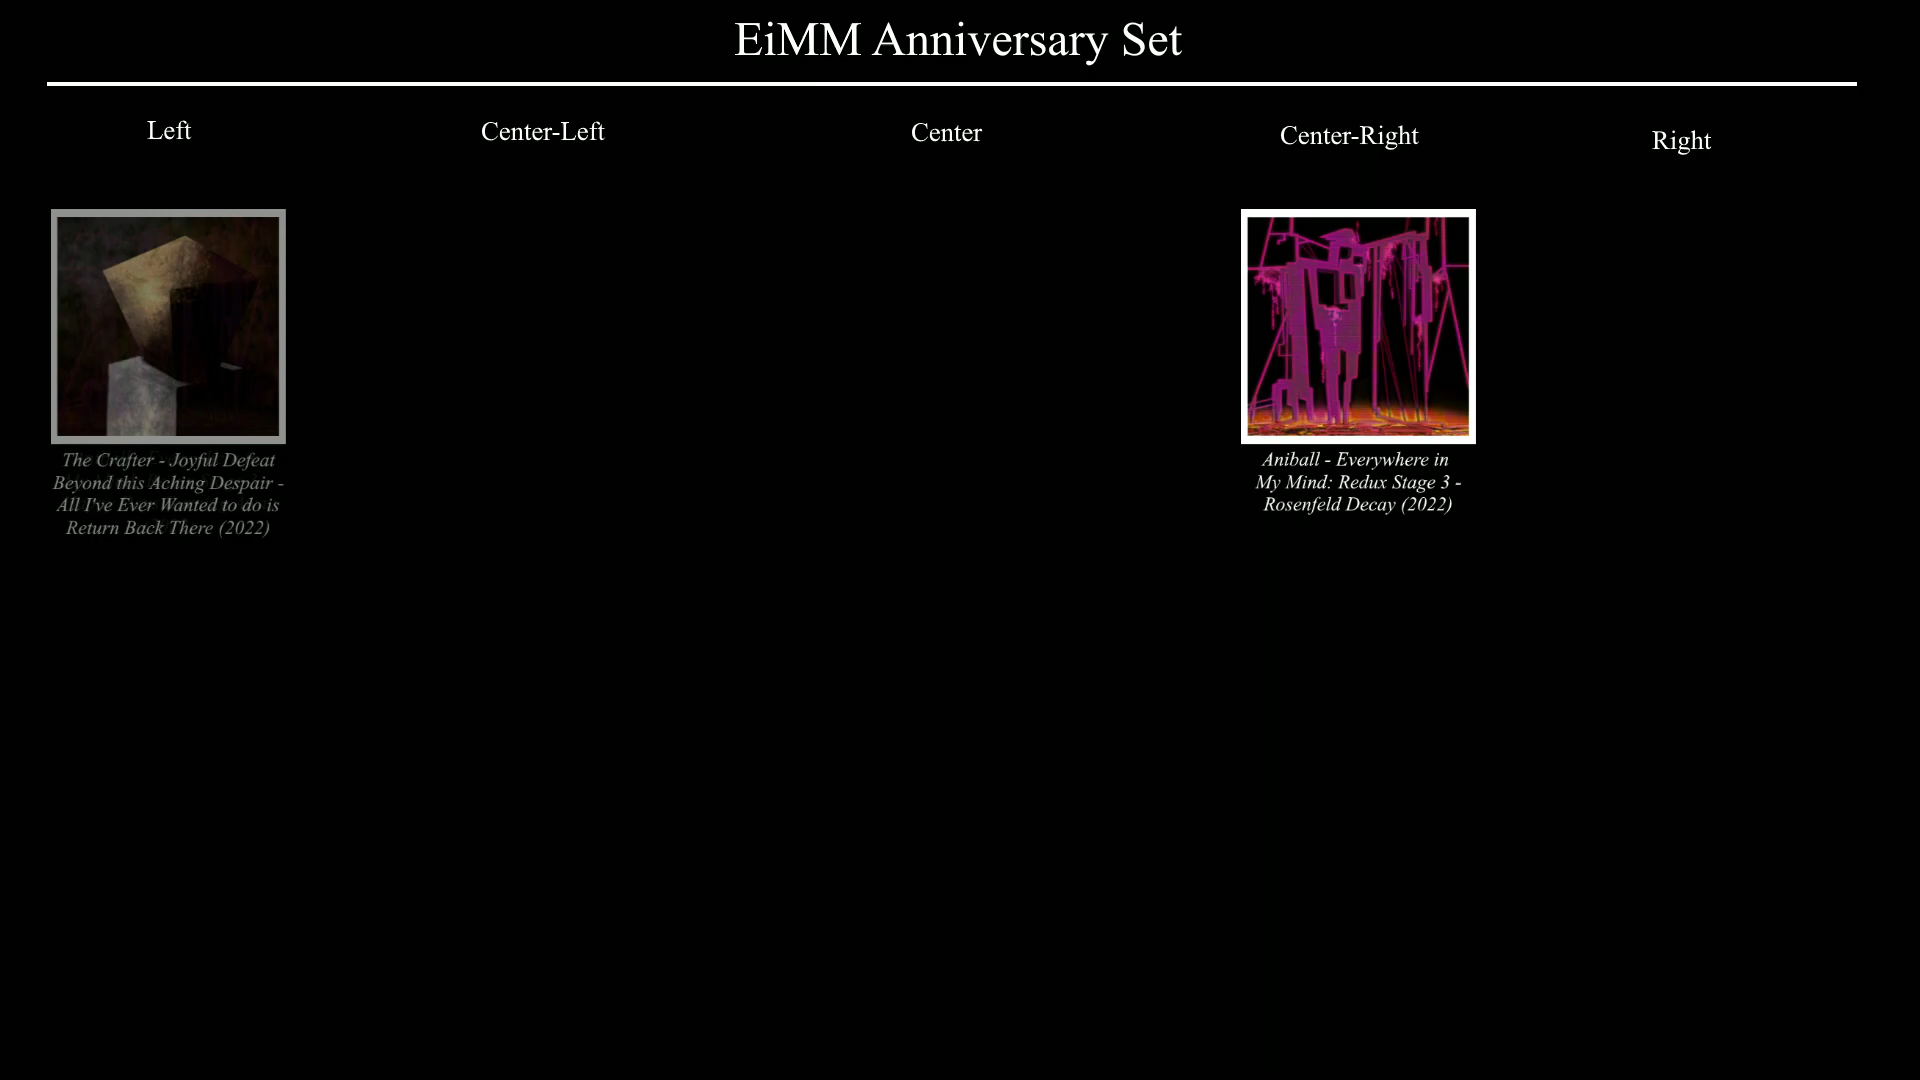 EiMM Anniversary Set
Left
Center-Left
Center
Center-Right
Right
The Crafter - Joyful Defeat
Beyond this Aching Despair -
All I've Ever Wanted to do is
Return Back There (2022)
Aniball - Everywhere in
My Mind: Redux Stage 3 -
Rosenfeld Decay (2022)